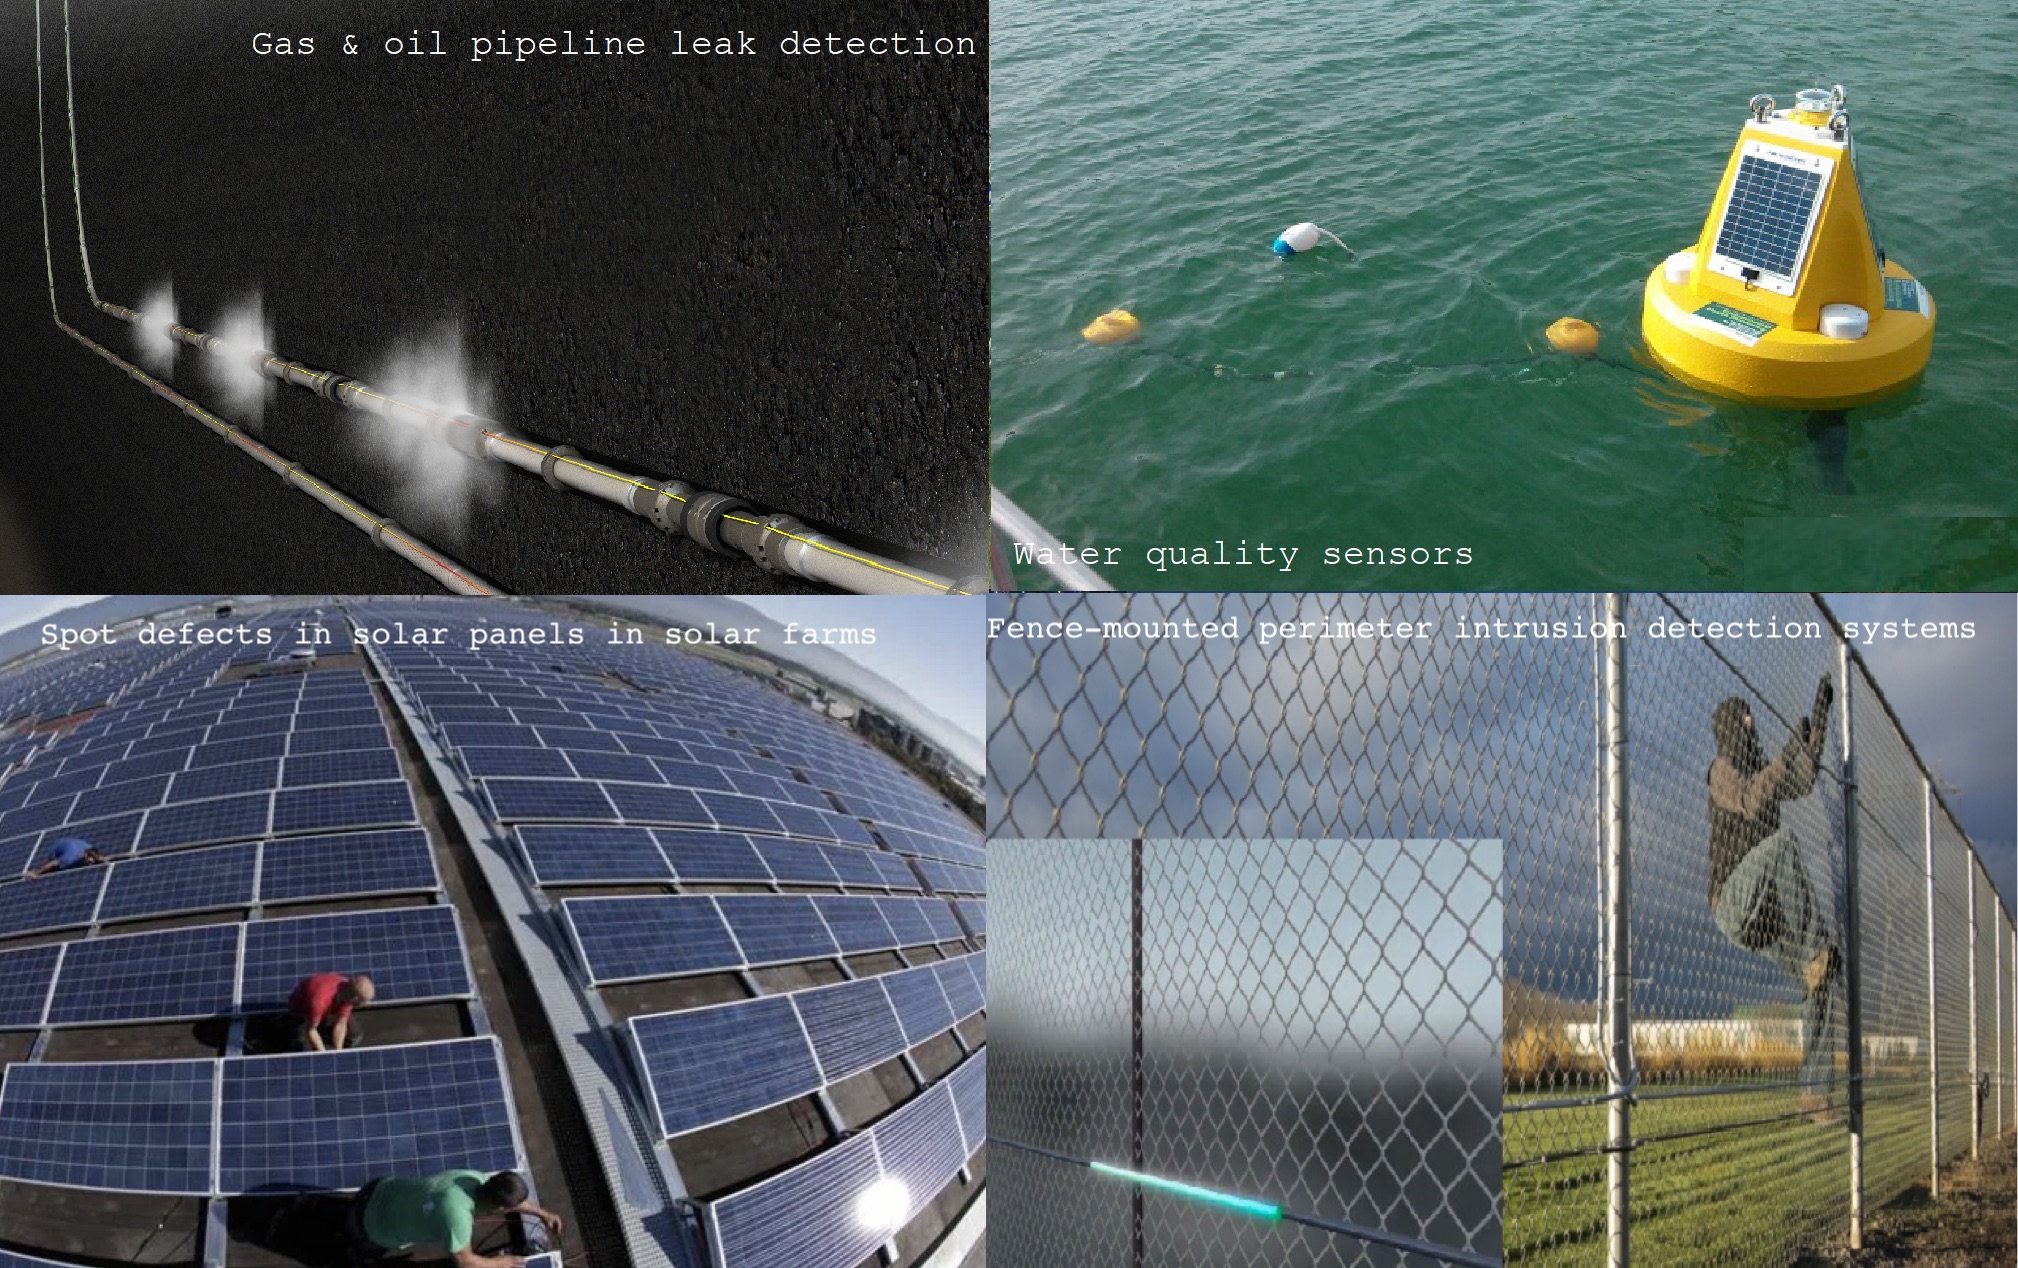 Gas & oil pipeline leak detection
Water quality sensors
Spot defects in solar panels in solar farms
Fence-mounted perimeter intrusion detection systems